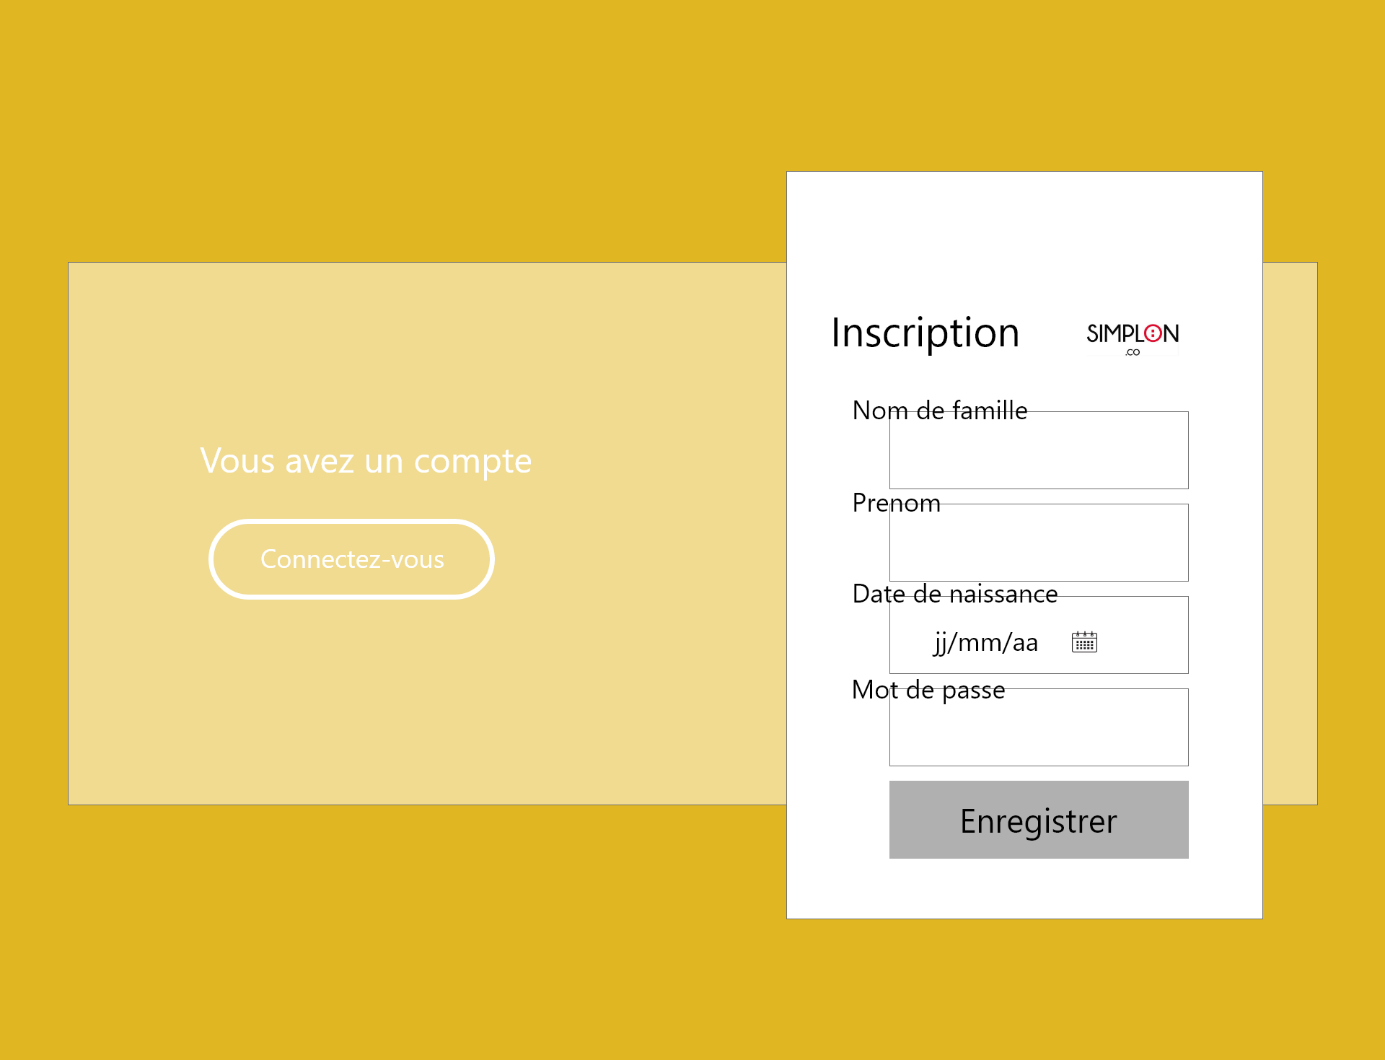 Vous avez un compte
Connectez-vous
Inscription
SIMPLON
.CO
Nom de famille
Prenom
Date de naissance
jj/mm/aa
Mot de passe
Enregistrer